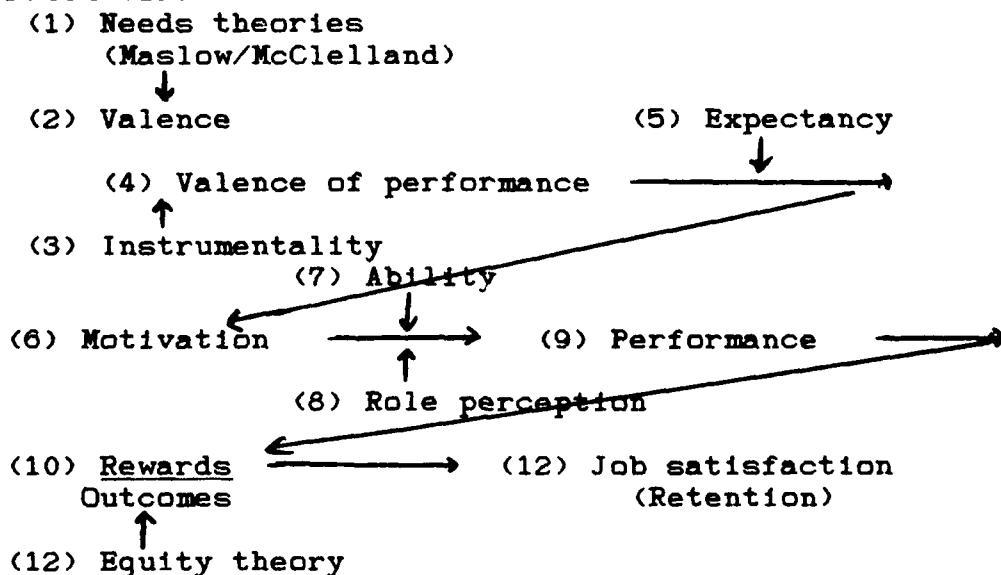 (1) Needs theories
(Maslow/McClelland)
(2) Valence (5) Expectancy
(4) Valence of performance
(3) Instrumentality
(7) Ability
(6) Motivation (9) Performance
(8) Role perception
(10) Rewards (12) Job satisfaction
Outcomes (Retention)
(12) Equity theory